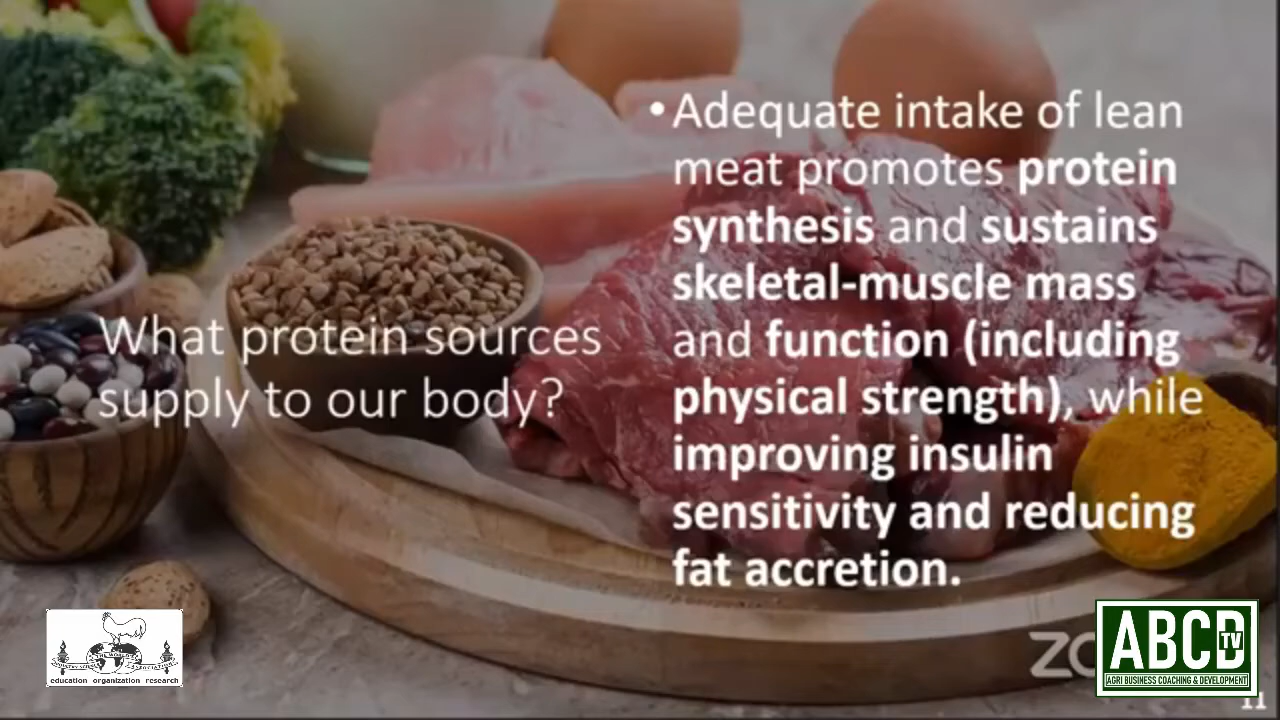 What protein sources
supply to our body?
• Adequate intake of lean
meat promotes protein
synthesis and sustains
skeletal-muscle mass
and function (including
physical strength), while
improving insulin
sensitivity and reducing
fat accretion.
education organization research
ABCD TV
AGRI BUSINESS COACHING & DEVELOPMENT
11